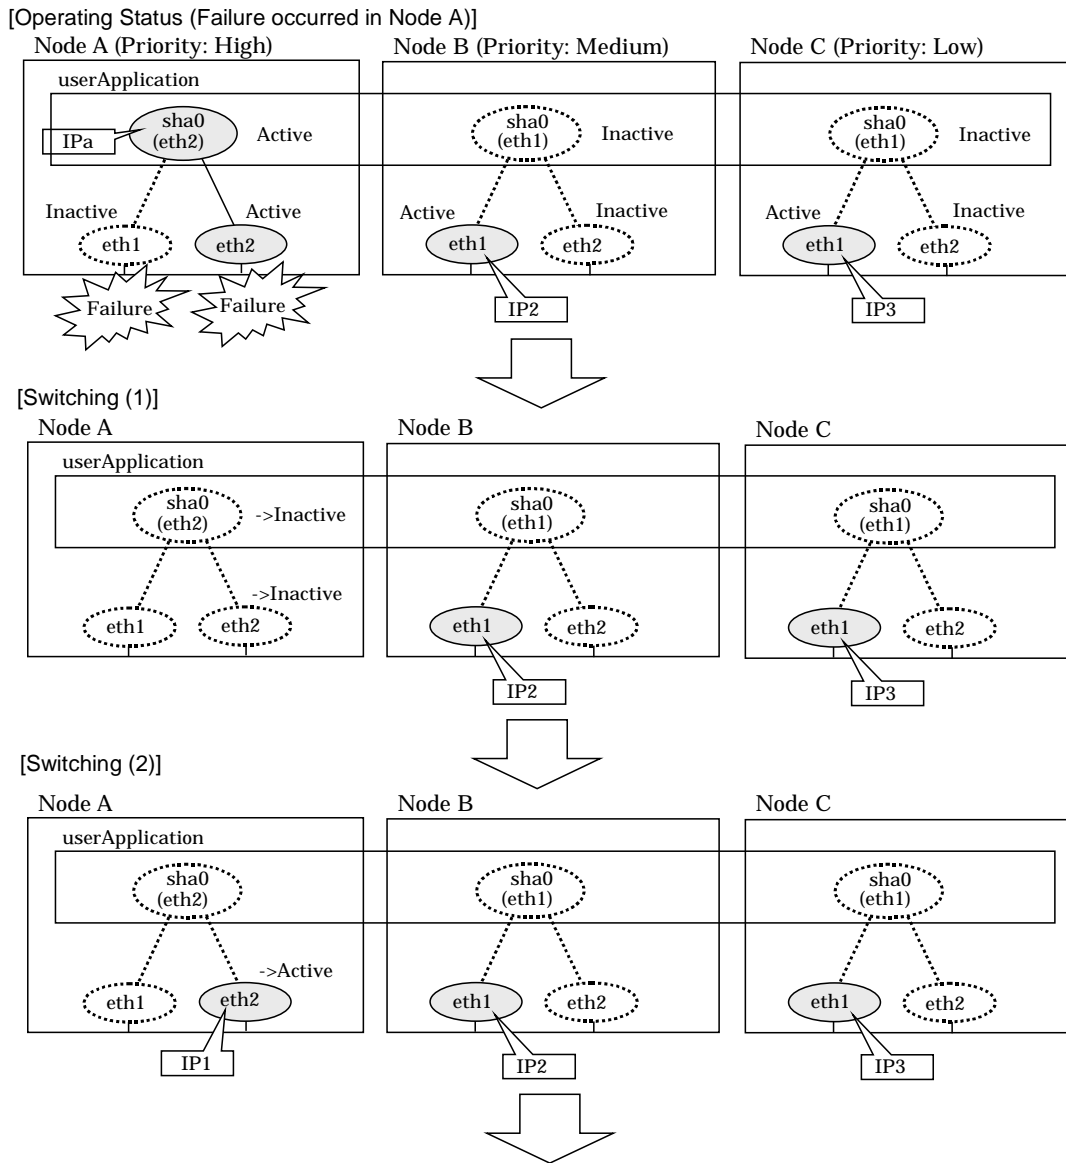 [Operating Status (Failure occurred in Node A)]
Node A (Priority: High)
Node B (Priority: Medium)
Node C (Priority: Low)
userApplication
sha0
(eth2)
Active
IPa
sha0
(eth1)
Inactive
sha0
(eth1)
Inactive
Inactive
Active
Active
Inactive
Active
Inactive
eth1
eth2
eth1
eth2
eth1
eth2
Failure
Failure
IP2
IP3
[Switching (1)]
Node A
Node B
Node C
userApplication
sha0
(eth2)
->Inactive
sha0
(eth1)
sha0
(eth1)
->Inactive
eth1
eth2
eth1
eth2
eth1
eth2
IP2
IP3
[Switching (2)]
Node A
Node B
Node C
userApplication
sha0
(eth2)
sha0
(eth1)
sha0
(eth1)
->Active
eth1
eth2
eth1
eth2
eth1
eth2
IP1
IP2
IP3